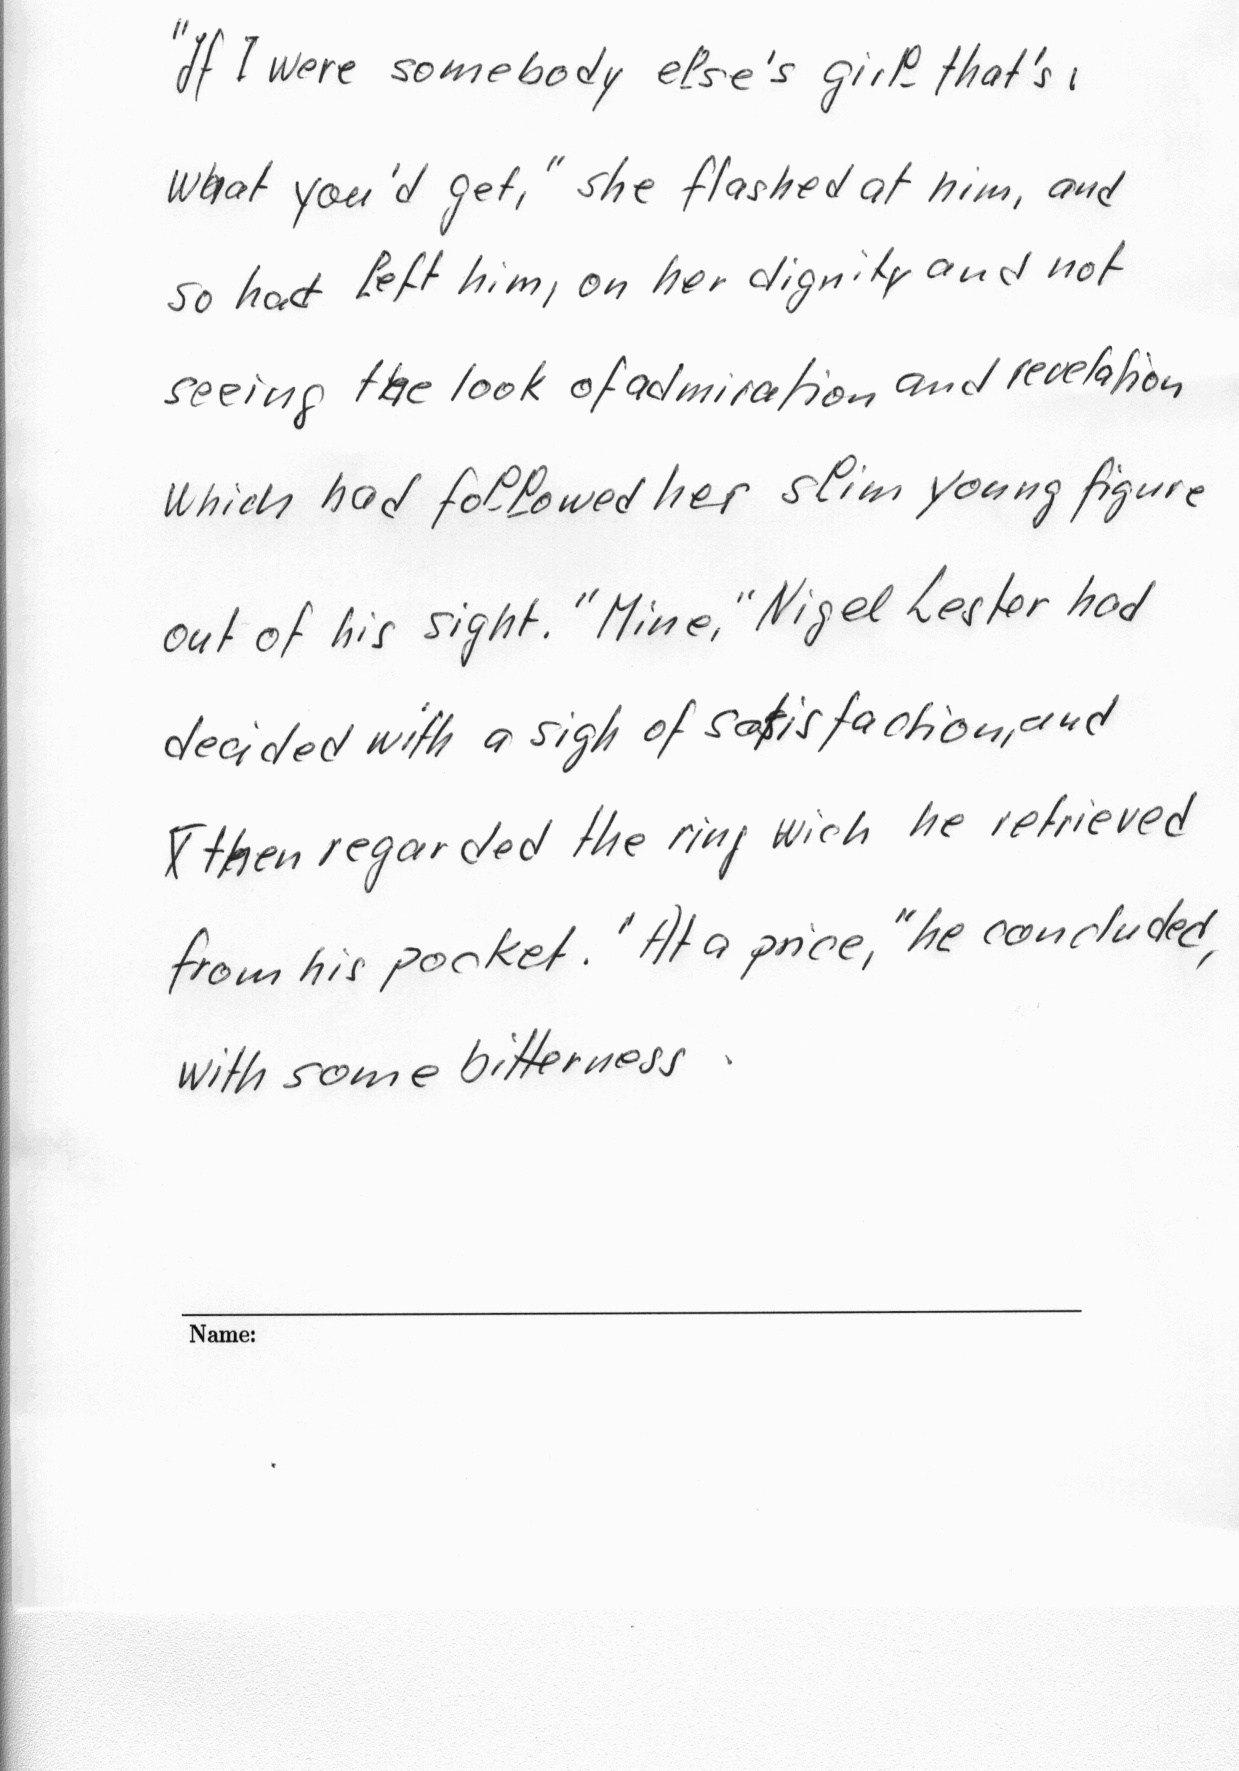 "If I were somebody else's girl that's
what you'd get," she flashed at him, and
so had left him, on her dignity and not
seeing the look of admiration and revelation
which had followed her slim young figure
out of his sight. "Mine," Nigel Lester had
decided with a sigh of satisfaction, and
then regarded the ring wich he retrieved
from his pocket. "At a price," he concluded,
with some bitterness.
Name: